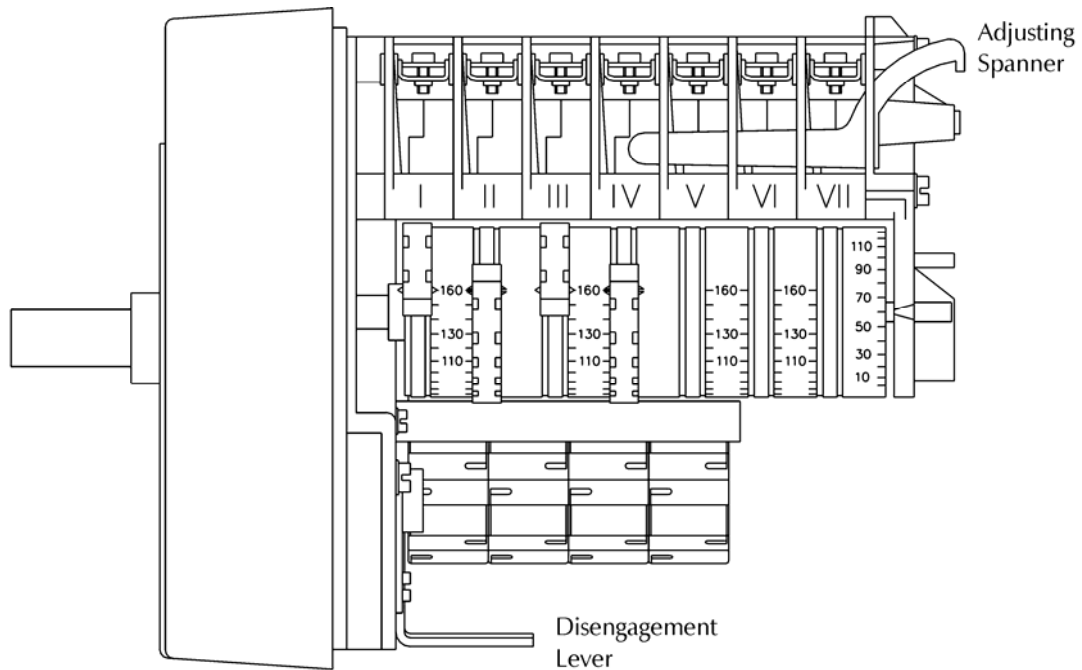 Adjusting
Spanner
I II III IV V VI VII
110
90
160 160 160 160 70
130 130 130 130 50
110 110 110 110 30
10
Disengagement
Lever